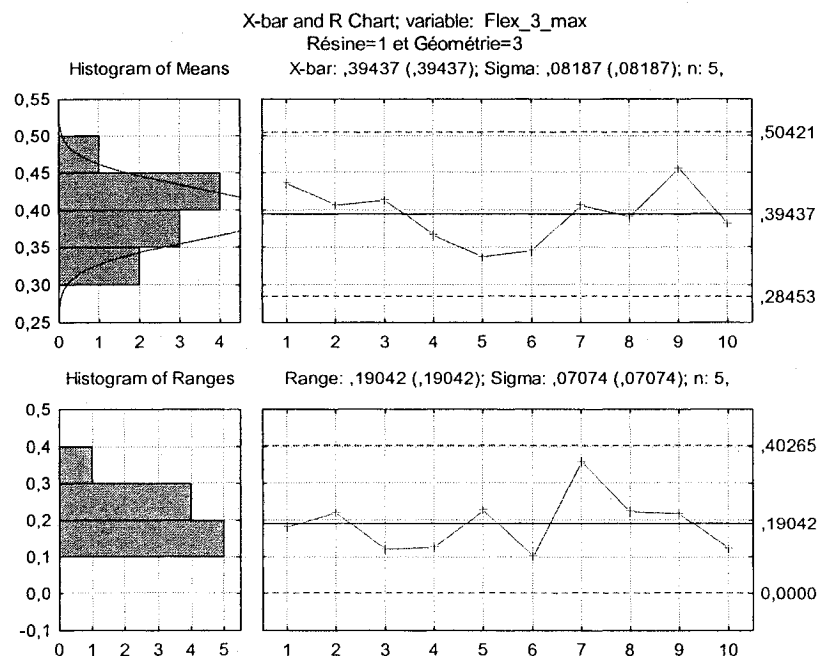 X-bar and R Chart; variable: Flex_3_max
Résine=1 et Géométrie=3
Histogram of Means
X-bar: ,39437 (,39437); Sigma: ,08187 (,08187); n: 5,
0,55
0,50
0,45
0,40
0,35
0,30
0,25
0 1 2 3 4
,50421
,39437
,28453
1 2 3 4 5 6 7 8 9 10
Histogram of Ranges
Range: ,19042 (,19042); Sigma: ,07074 (,07074); n: 5,
0,5
0,4
0,3
0,2
0,1
0,0
-0,1
0 1 2 3 4 5
,40265
,19042
0,0000
1 2 3 4 5 6 7 8 9 10